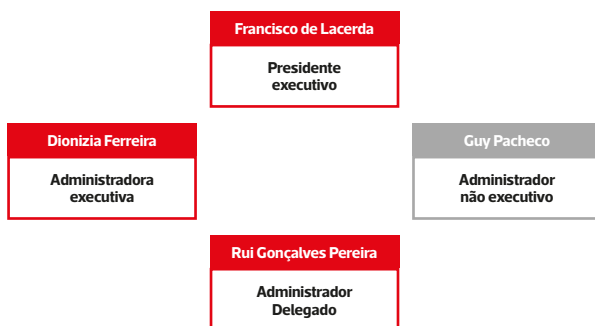 Francisco de Lacerda
Presidente
executivo
Dionizia Ferreira
Administradora
executiva
Guy Pacheco
Administrador
não executivo
Rui Gonçalves Pereira
Administrador
Delegado